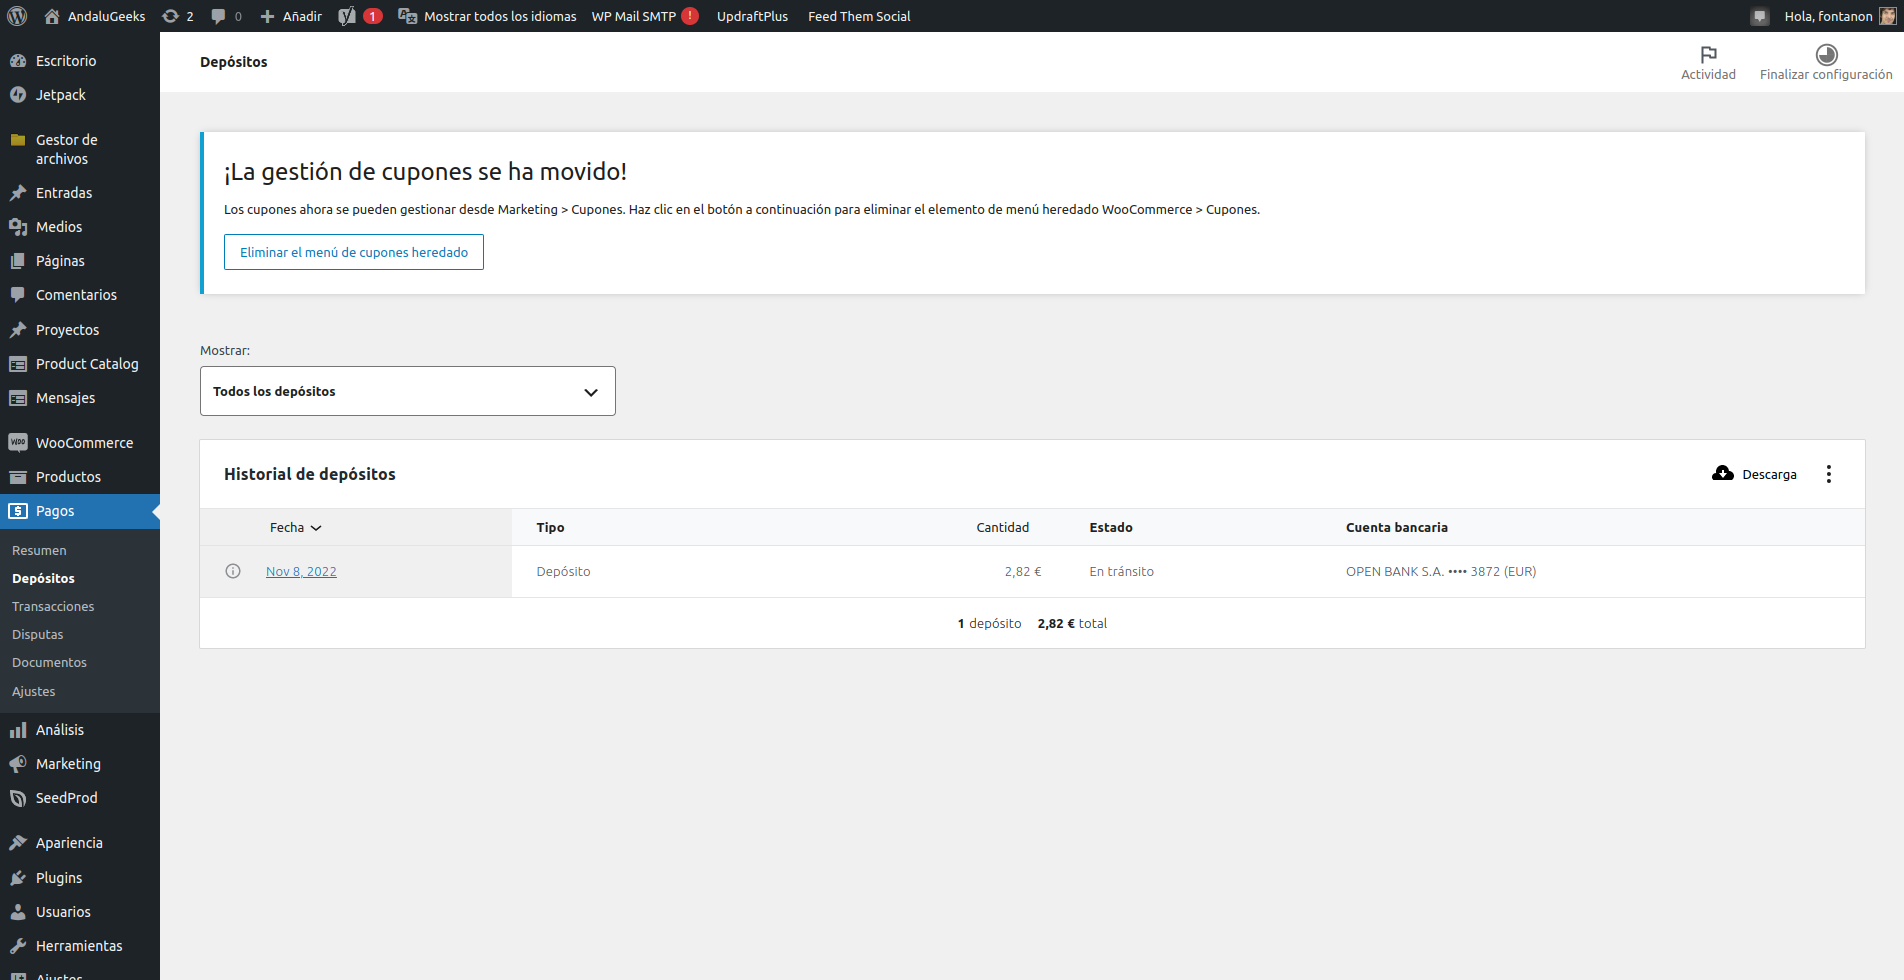 AndaluGeeks 2 0 Añadir 1 Mostrar todos los idiomas WP Mail SMTP ! UpdraftPlus Feed Them Social Hola, fontanon
Escritorio
Jetpack
Gestor de
archivos
Entradas
Medios
Páginas
Comentarios
Proyectos
Product Catalog
Mensajes
WooCommerce
Productos
Pagos
Resumen
Depósitos
Transacciones
Disputas
Documentos
Ajustes
Análisis
Marketing
SeedProd
Apariencia
Plugins
Usuarios
Herramientas
Ajustes
Depósitos
Actividad
Finalizar configuración
¡La gestión de cupones se ha movido!
Los cupones ahora se pueden gestionar desde Marketing > Cupones. Haz clic en el botón a continuación para eliminar el elemento de menú heredado WooCommerce > Cupones.
Eliminar el menú de cupones heredado
Mostrar:
Todos los depósitos
Historial de depósitos
Descarga
Fecha Tipo Cantidad Estado Cuenta bancaria
Nov 8, 2022 Depósito 2,82 € En tránsito OPEN BANK S.A. •••• 3872 (EUR)
1 depósito 2,82 € total